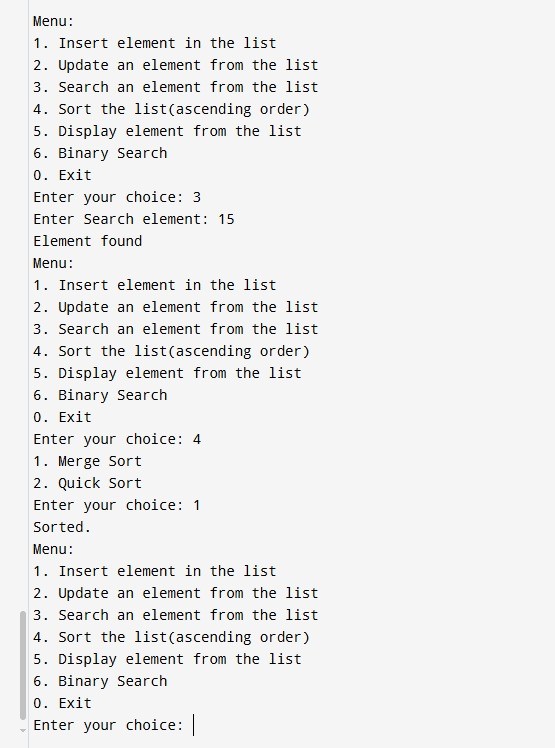 Menu:
1. Insert element in the list
2. Update an element from the list
3. Search an element from the list
4. Sort the list(ascending order)
5. Display element from the list
6. Binary Search
0. Exit
Enter your choice: 3
Enter Search element: 15
Element found
Menu:
1. Insert element in the list
2. Update an element from the list
3. Search an element from the list
4. Sort the list(ascending order)
5. Display element from the list
6. Binary Search
0. Exit
Enter your choice: 4
1. Merge Sort
2. Quick Sort
Enter your choice: 1
Sorted.
Menu:
1. Insert element in the list
2. Update an element from the list
3. Search an element from the list
4. Sort the list(ascending order)
5. Display element from the list
6. Binary Search
0. Exit
Enter your choice: